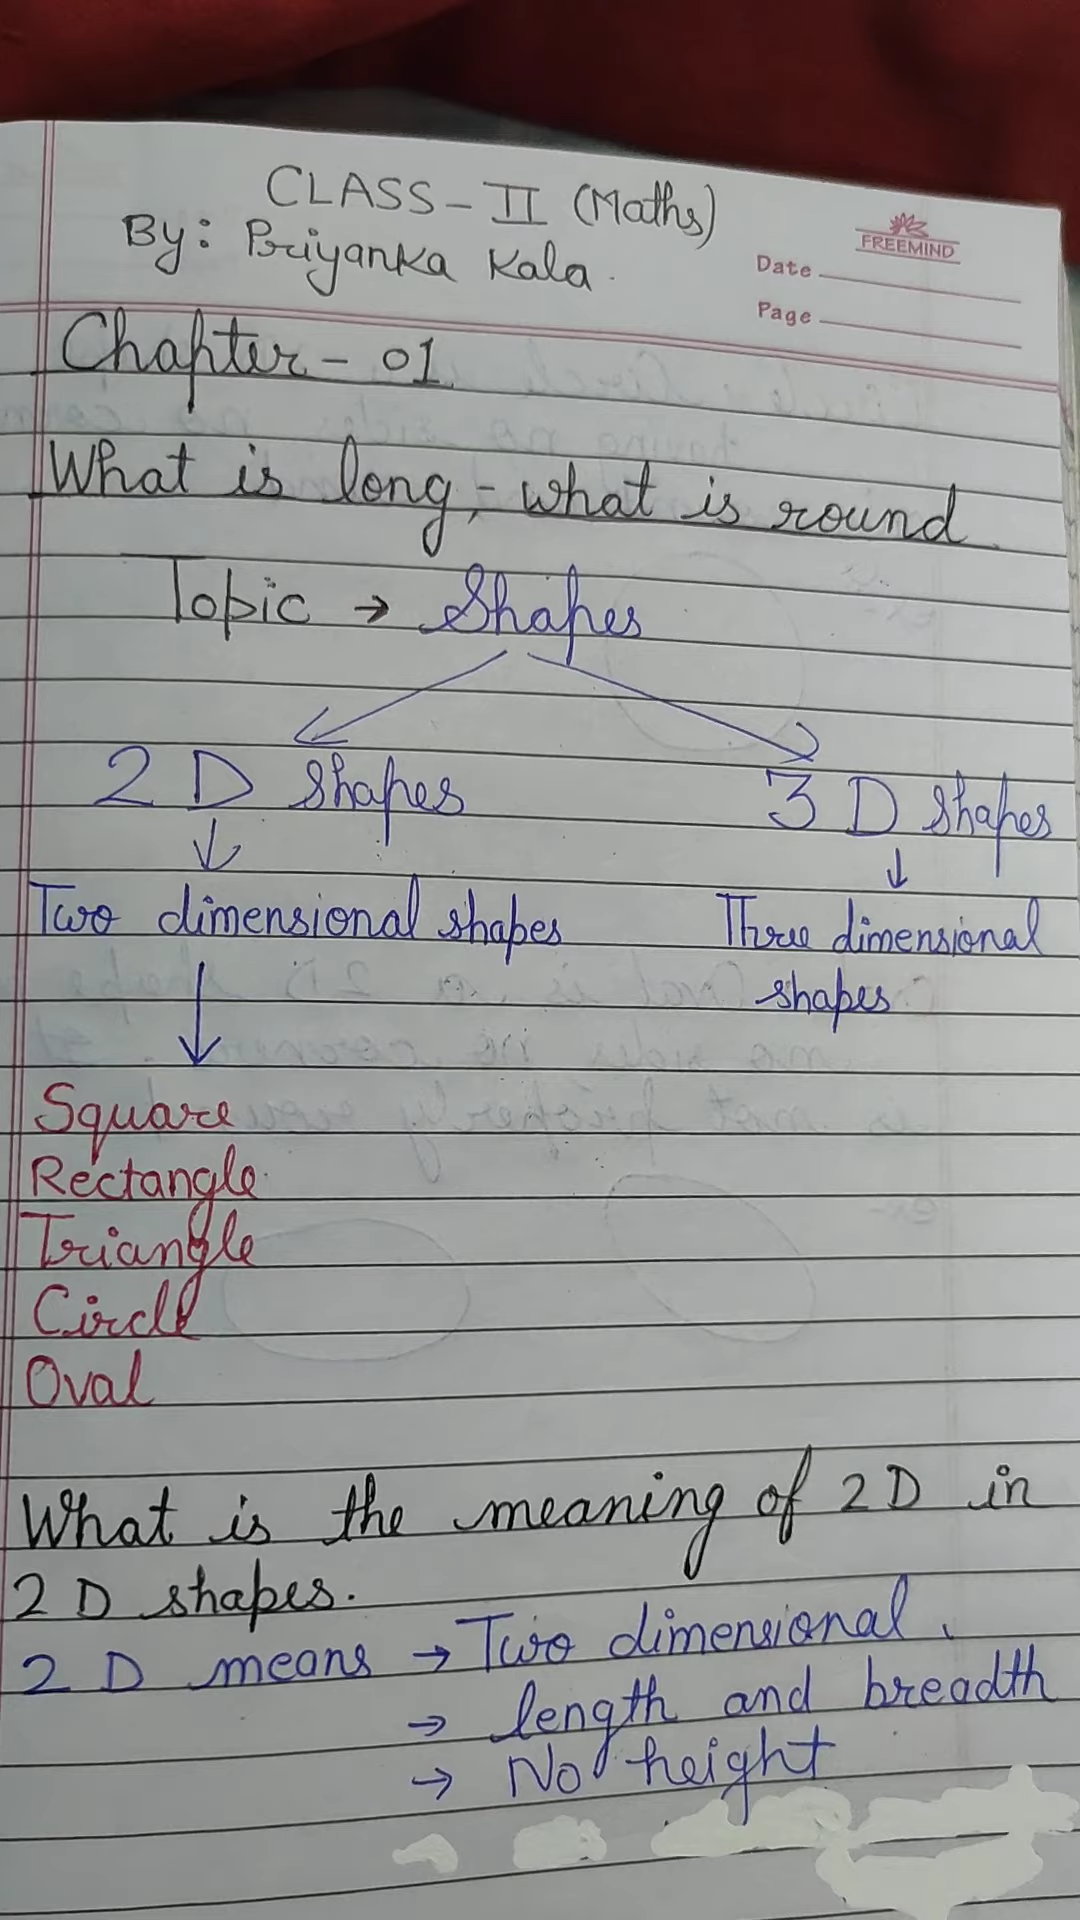 CLASS - II (Maths)
By: Priyanka Kala.
FREEMIND
Date
Page
Chapter - 01
What is long, - what is round
Topic → Shapes
2 D shapes 3 D shapes
Two dimensional shapes Three dimensional
shapes
Square
Rectangle
Triangle
Circle
Oval
What is the meaning of 2D in
2 D shapes.
2 D means → Two dimensional.
→ length and breadth
→ No height